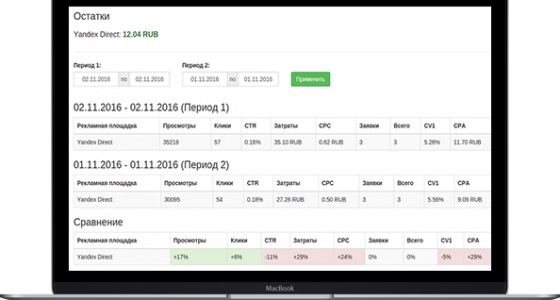 Остатки
Yandex Direct: 12.04 RUB
Период 1: Период 2:
02.11.2016 по 02.11.2016 01.11.2016 по 01.11.2016 Применить
02.11.2016 - 02.11.2016 (Период 1)
Рекламная площадка Просмотры Клики CTR Затраты CPC Заявки Всего CV1 CPA
Yandex Direct 35218 57 0.16% 35.10 RUB 0.62 RUB 3 3 5.26% 11.70 RUB
01.11.2016 - 01.11.2016 (Период 2)
Рекламная площадка Просмотры Клики CTR Затраты CPC Заявки Всего CV1 CPA
Yandex Direct 30095 54 0.18% 27.26 RUB 0.50 RUB 3 3 5.56% 9.09 RUB
Сравнение
Рекламная площадка Просмотры Клики CTR Затраты CPC Заявки Всего CV1 CPA
Yandex Direct +17% +6% -11% +29% +24% 0% 0% -5% +29%
MacBook